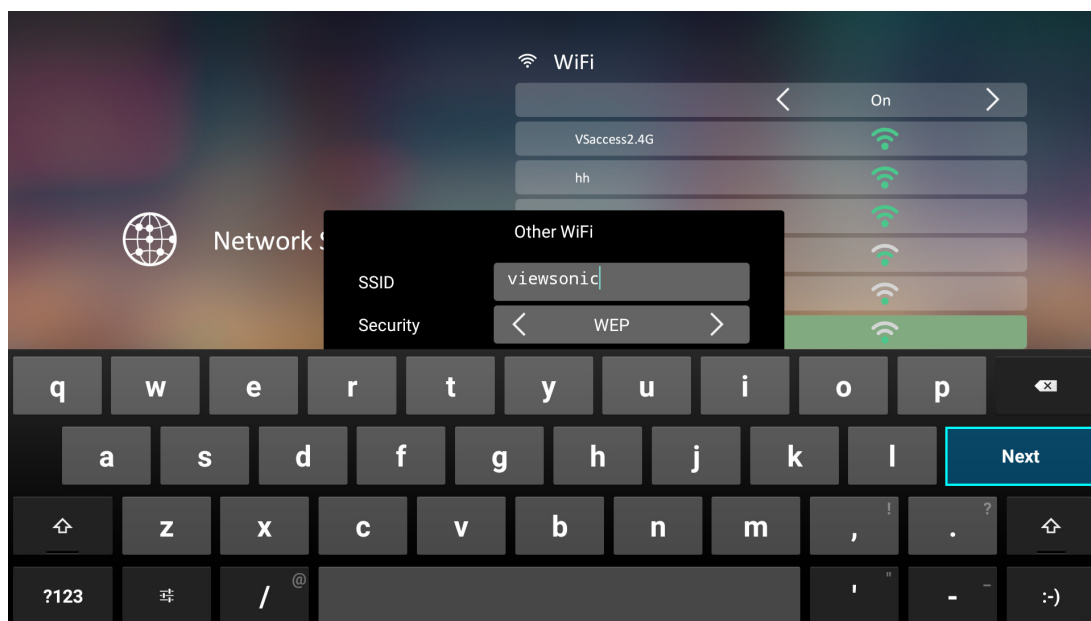 WiFi
On
VSaccess2.4G
hh
Network S
Other WiFi
SSID viewsonic
Security WEP
q w e r t y u i o p
a s d f g h j k l Next
z x c v b n m , ! . ?
?123 / @ ' " - _ :-)